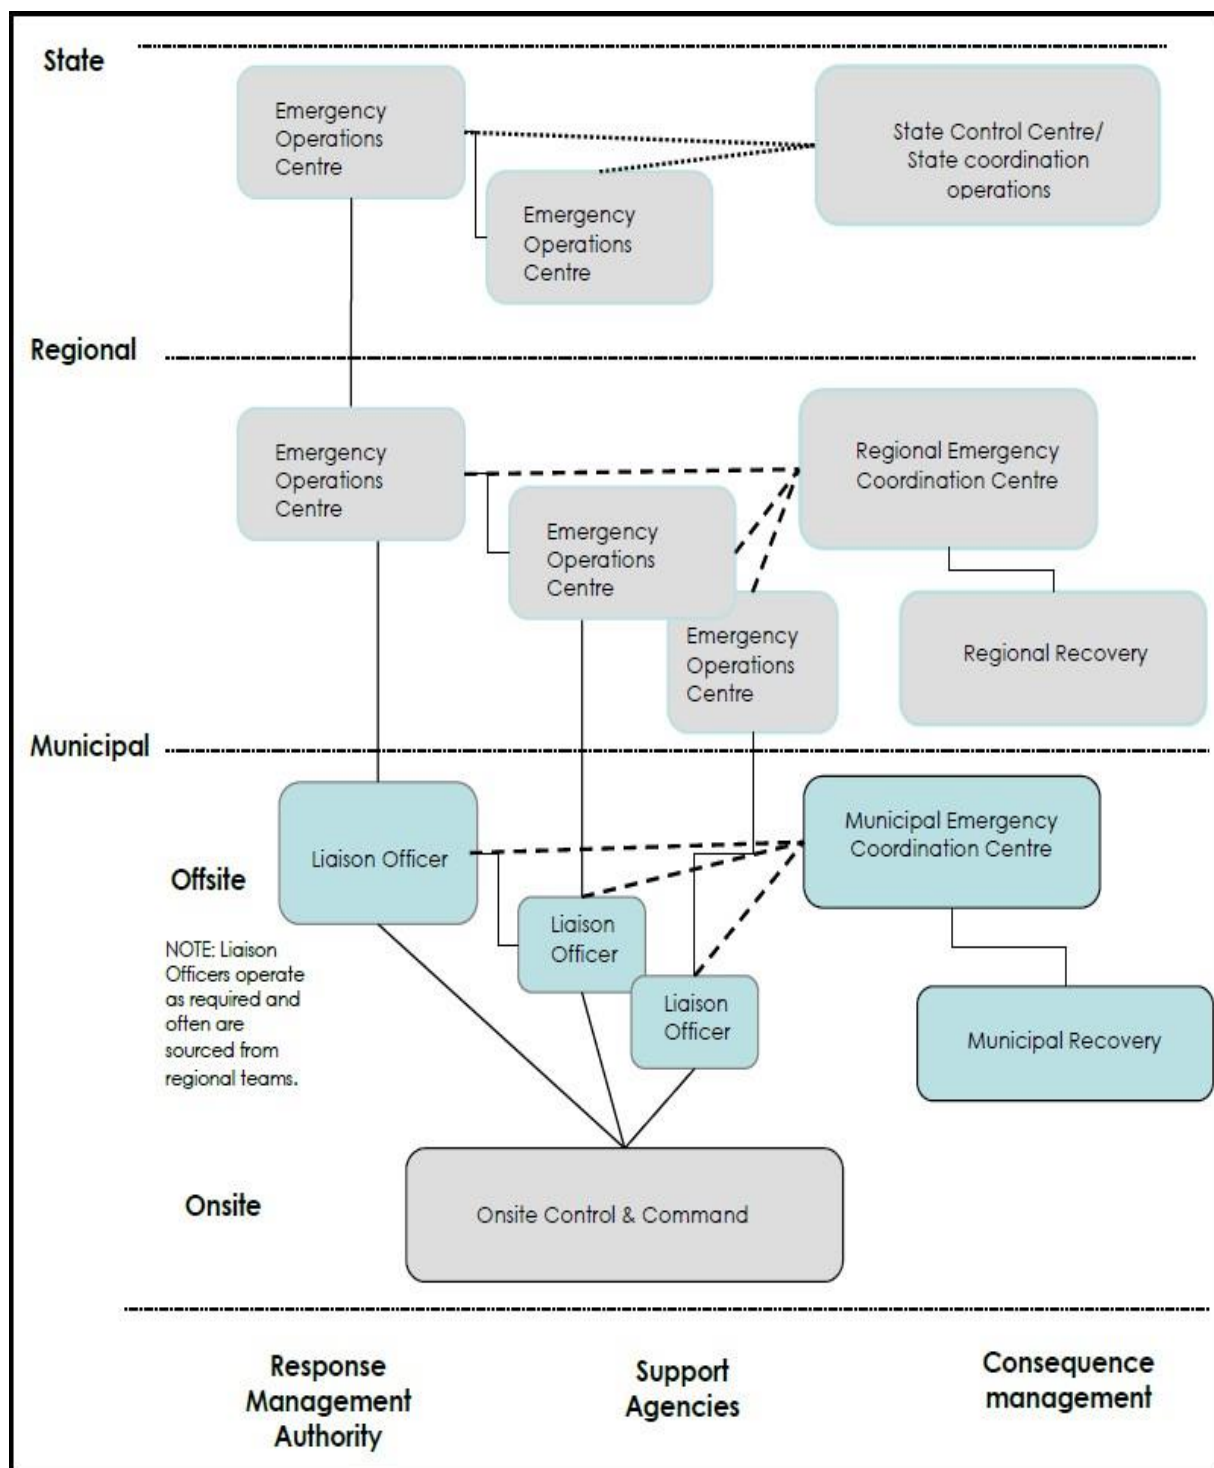 State
Emergency
Operations
Centre
State Control Centre/
State coordination
operations
Emergency
Operations
Centre
Regional
Emergency
Operations
Centre
Regional Emergency
Coordination Centre
Emergency
Operations
Centre
Emergency
Operations
Centre
Regional Recovery
Municipal
Liaison Officer
Municipal Emergency
Coordination Centre
Offsite
NOTE: Liaison
Officers operate
as required and
often are
sourced from
regional teams.
Liaison
Officer
Liaison
Officer
Municipal Recovery
Onsite
Onsite Control & Command
Response
Management
Authority
Support
Agencies
Consequence
management